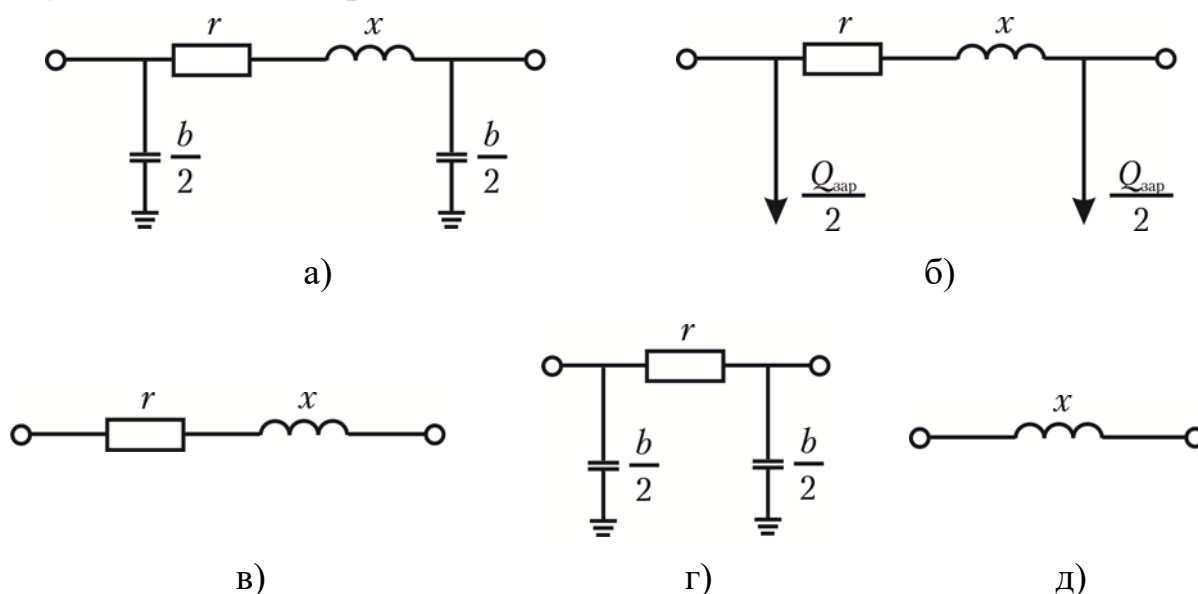 r x r x
b/2 b/2 Qзар/2 Qзар/2
а) б)
r x r x
b/2 b/2
в) г) д)